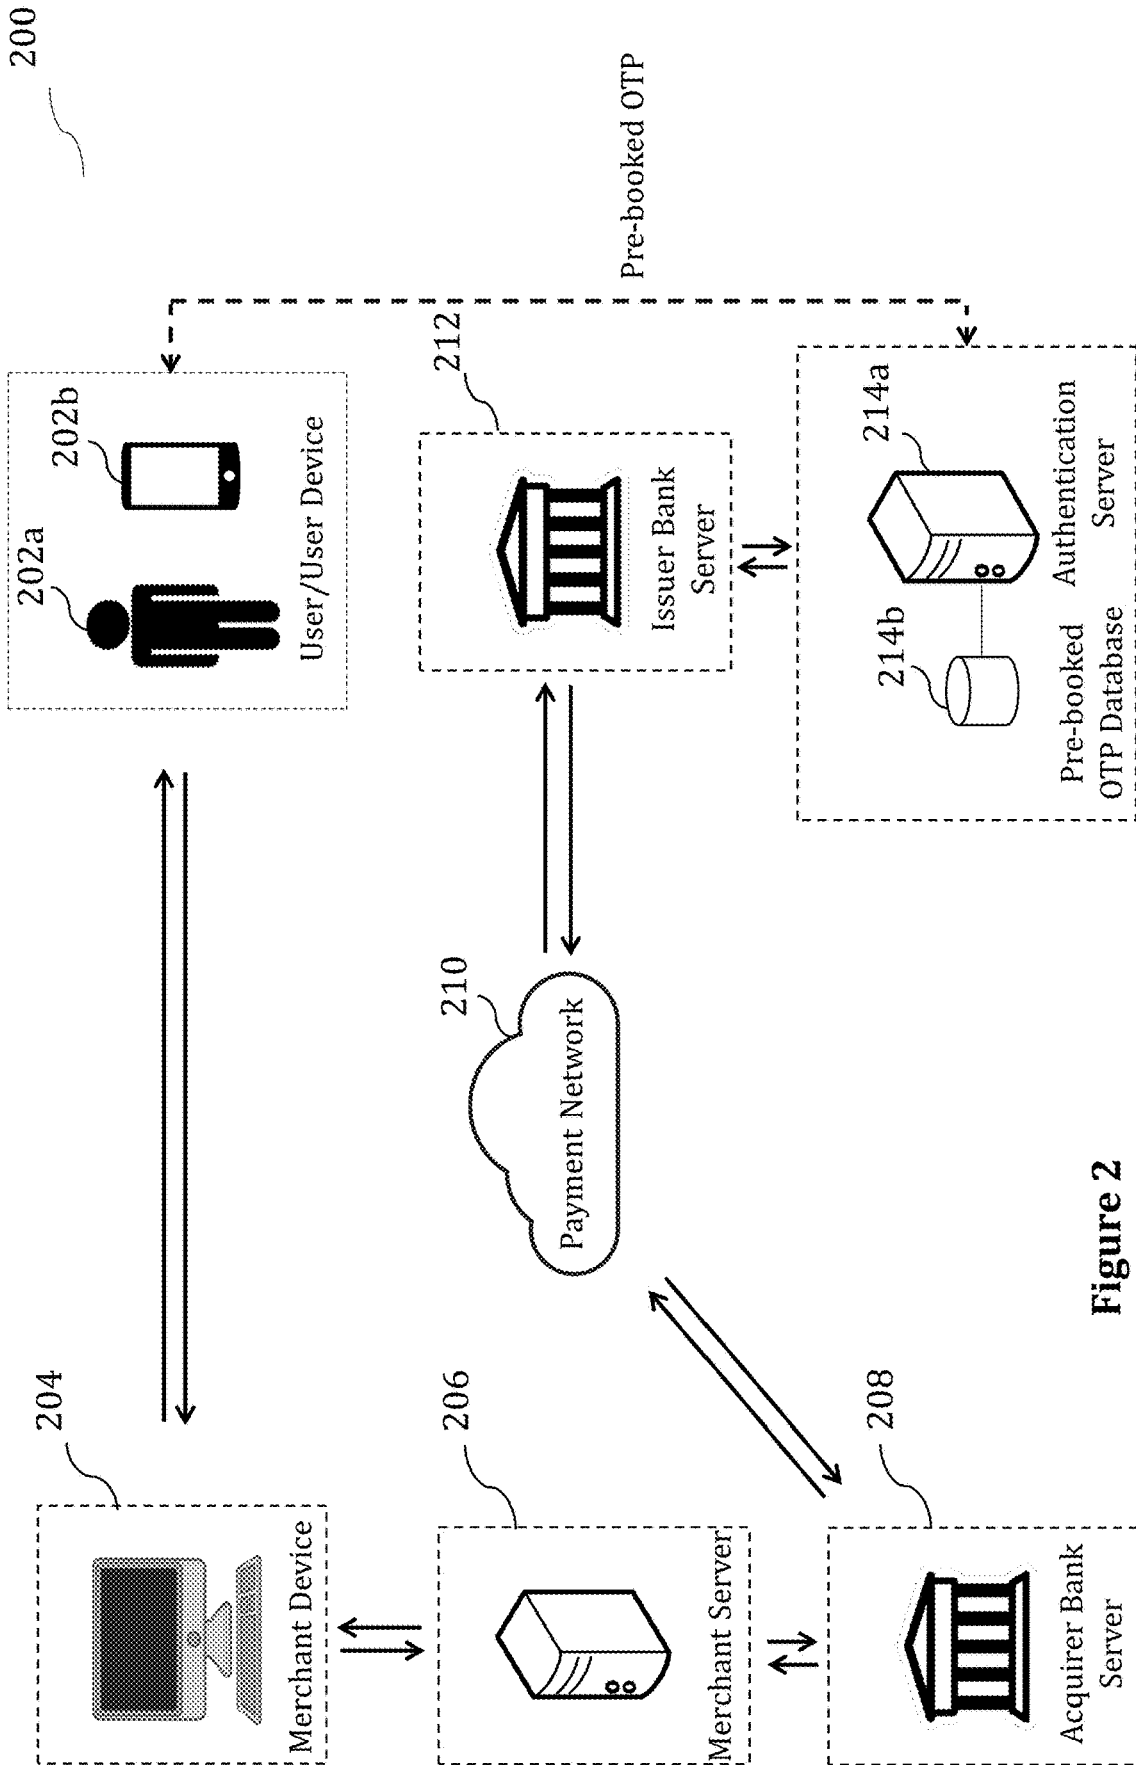 200
204
Merchant Device
202a
202b
User/User Device
206
Merchant Server
210
Payment Network
212
Issuer Bank
Server
Pre-booked OTP
208
Acquirer Bank
Server
214b
214a
Pre-booked
OTP Database
Authentication
Server
Figure 2